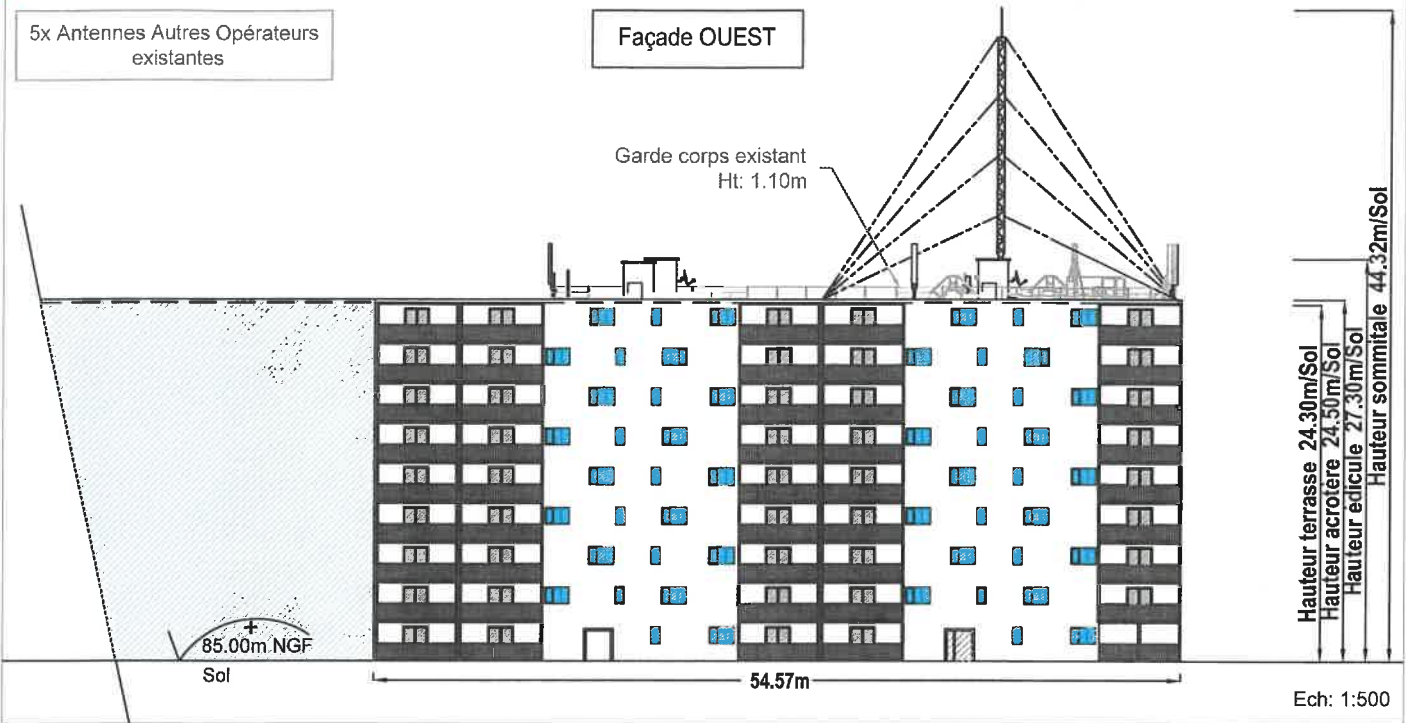 5x Antennes Autres Opérateurs
existantes
Façade OUEST
Garde corps existant
Ht: 1.10m
Hauteur terrasse 24.30m/Sol
Hauteur acrotere 24.50m/Sol
Hauteur édicule 27.30m/Sol
Hauteur sommitale 44.32m/Sol
85.00m NGF
Sol
54.57m
Ech: 1:500